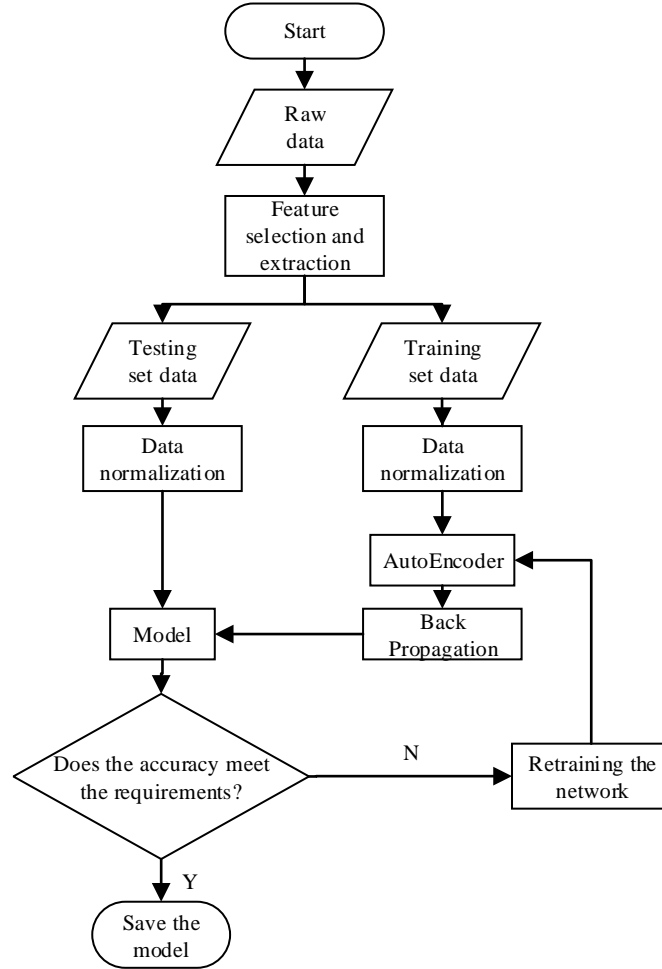 Start
Raw
data
Feature
selection and
extraction
Testing
set data
Training
set data
Data
normalization
Data
normalization
AutoEncoder
Back
Propagation
Model
Does the accuracy meet
the requirements?
N
Retraining the
network
Y
Save the
model